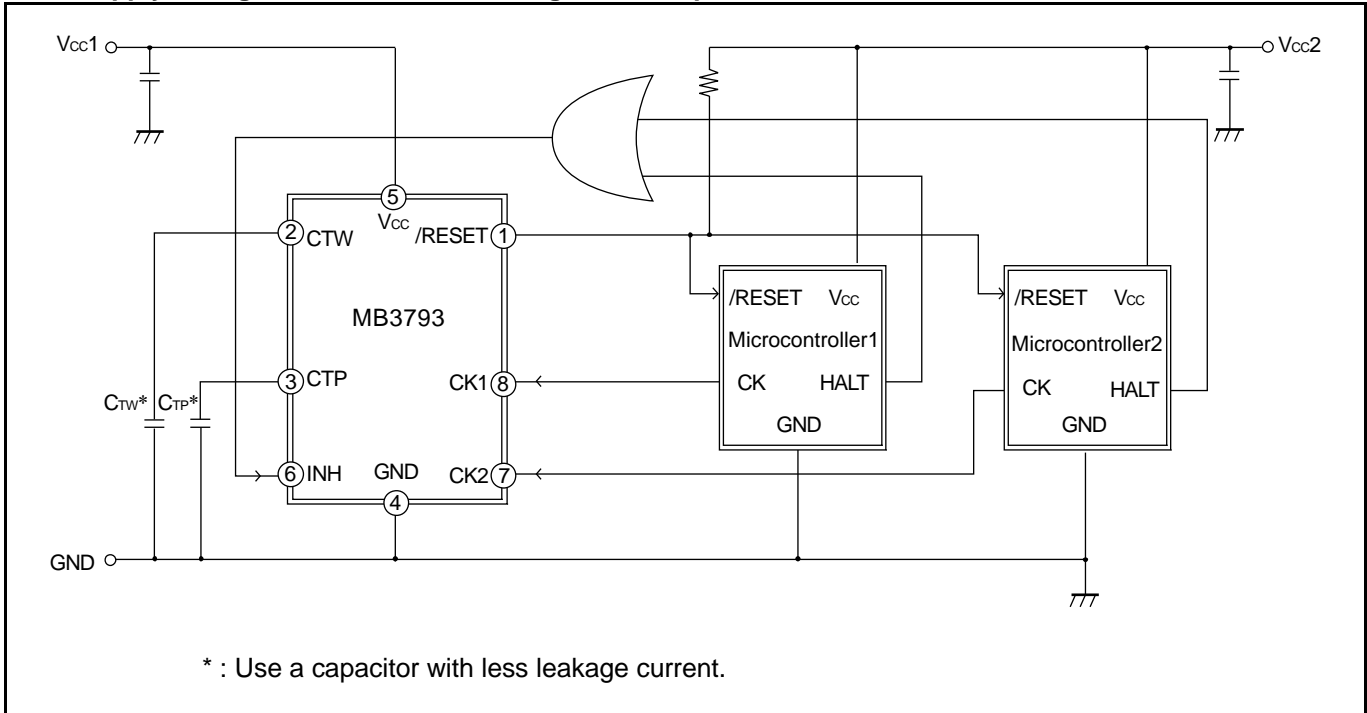 Vcc1
Vcc2
5
Vcc
2
CTW
/RESET
1
MB3793
/RESET
Vcc
Microcontroller1
CK
HALT
GND
/RESET
Vcc
Microcontroller2
CK
HALT
GND
3
CTP
CK1
8
CTW*
CTP*
6
INH
GND
CK2
7
4
GND
* : Use a capacitor with less leakage current.